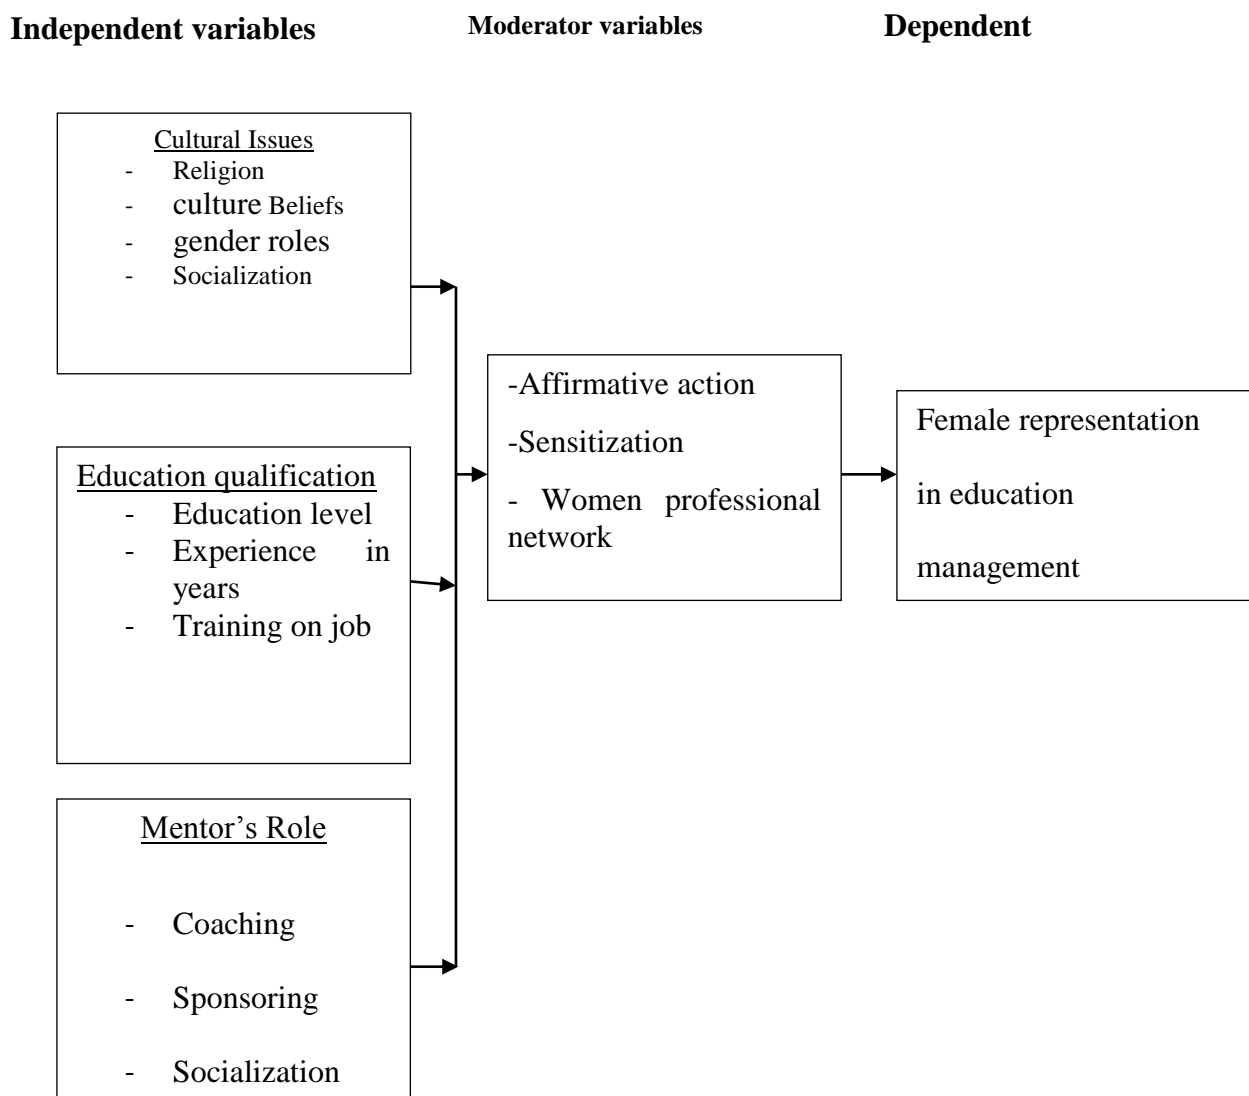 Independent variables
Moderator variables
Dependent
Cultural Issues
- Religion
- culture Beliefs
- gender roles
- Socialization
Education qualification
- Education level
- Experience in
years
- Training on job
Mentor’s Role
- Coaching
- Sponsoring
- Socialization
-Affirmative action
-Sensitization
- Women professional
network
Female representation
in education
management